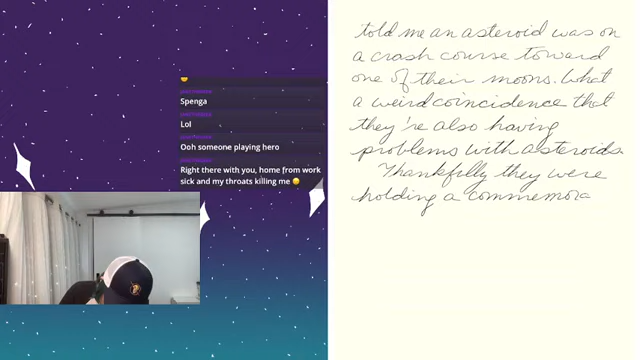 Spenga
Lol
Ooh someone playing hero
Right there with you, home from work
sick and my throats killing me 😖
told me an asteroid was on
a crash course toward
one of their moons. What
a weird coincidence that
they're also having
problems with asteroids.
Thankfully they were
holding a commemora